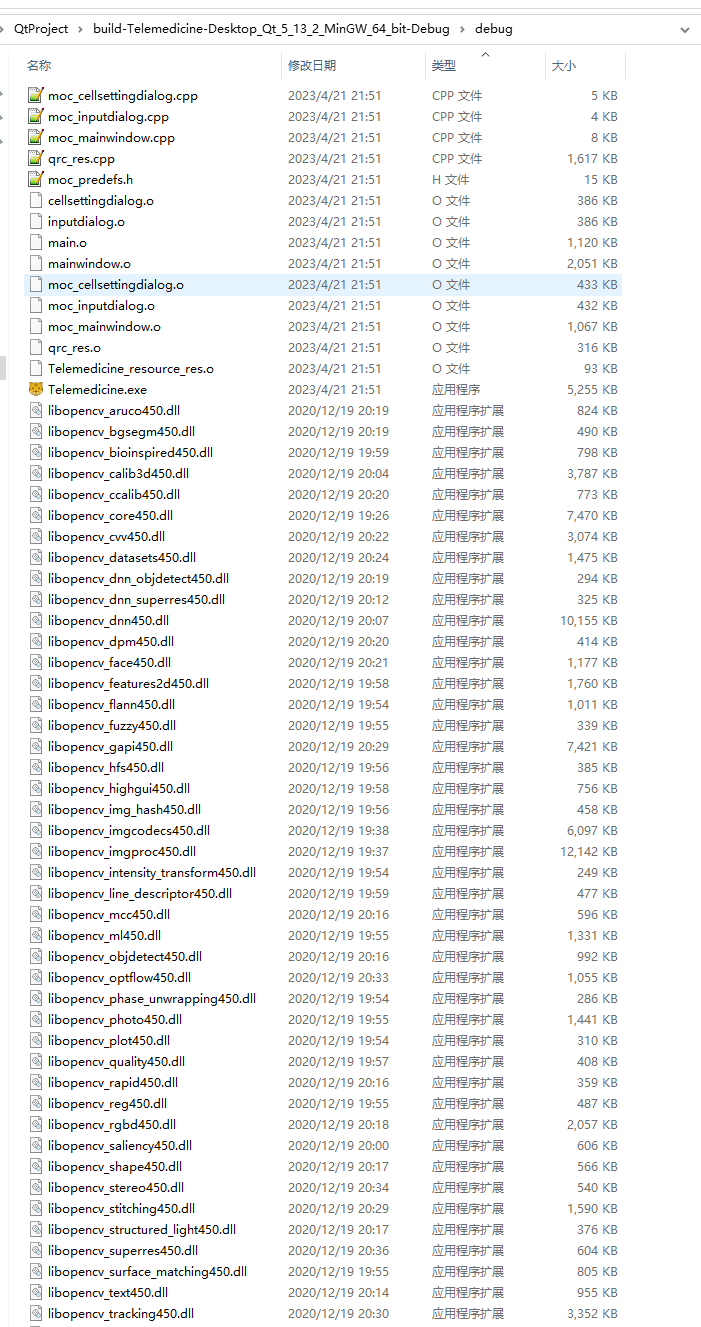 QtProject > build-Telemedicine-Desktop_Qt_5_13_2_MinGW_64_bit-Debug > debug
名称 修改日期 类型 大小
moc_cellsettingdialog.cpp 2023/4/21 21:51 CPP 文件 5 KB
moc_inputdialog.cpp 2023/4/21 21:51 CPP 文件 4 KB
moc_mainwindow.cpp 2023/4/21 21:51 CPP 文件 8 KB
qrc_res.cpp 2023/4/21 21:51 CPP 文件 1,617 KB
moc_predefs.h 2023/4/21 21:51 H 文件 15 KB
cellsettingdialog.o 2023/4/21 21:51 O 文件 386 KB
inputdialog.o 2023/4/21 21:51 O 文件 386 KB
main.o 2023/4/21 21:51 O 文件 1,120 KB
mainwindow.o 2023/4/21 21:51 O 文件 2,051 KB
moc_cellsettingdialog.o 2023/4/21 21:51 O 文件 433 KB
moc_inputdialog.o 2023/4/21 21:51 O 文件 432 KB
moc_mainwindow.o 2023/4/21 21:51 O 文件 1,067 KB
qrc_res.o 2023/4/21 21:51 O 文件 316 KB
Telemedicine_resource_res.o 2023/4/21 21:51 O 文件 93 KB
Telemedicine.exe 2023/4/21 21:51 应用程序 5,255 KB
libopencv_aruco450.dll 2020/12/19 20:19 应用程序扩展 824 KB
libopencv_bgsegm450.dll 2020/12/19 20:19 应用程序扩展 490 KB
libopencv_bioinspired450.dll 2020/12/19 19:59 应用程序扩展 798 KB
libopencv_calib3d450.dll 2020/12/19 20:04 应用程序扩展 3,787 KB
libopencv_ccalib450.dll 2020/12/19 20:20 应用程序扩展 773 KB
libopencv_core450.dll 2020/12/19 19:26 应用程序扩展 7,470 KB
libopencv_cvv450.dll 2020/12/19 20:22 应用程序扩展 3,074 KB
libopencv_datasets450.dll 2020/12/19 20:24 应用程序扩展 1,475 KB
libopencv_dnn_objdetect450.dll 2020/12/19 20:19 应用程序扩展 294 KB
libopencv_dnn_superres450.dll 2020/12/19 20:12 应用程序扩展 325 KB
libopencv_dnn450.dll 2020/12/19 20:07 应用程序扩展 10,155 KB
libopencv_dpm450.dll 2020/12/19 20:20 应用程序扩展 414 KB
libopencv_face450.dll 2020/12/19 20:21 应用程序扩展 1,177 KB
libopencv_features2d450.dll 2020/12/19 19:58 应用程序扩展 1,760 KB
libopencv_flann450.dll 2020/12/19 19:54 应用程序扩展 1,011 KB
libopencv_fuzzy450.dll 2020/12/19 19:55 应用程序扩展 339 KB
libopencv_gapi450.dll 2020/12/19 20:29 应用程序扩展 7,421 KB
libopencv_hfs450.dll 2020/12/19 19:56 应用程序扩展 385 KB
libopencv_highgui450.dll 2020/12/19 19:58 应用程序扩展 756 KB
libopencv_img_hash450.dll 2020/12/19 19:56 应用程序扩展 458 KB
libopencv_imgcodecs450.dll 2020/12/19 19:38 应用程序扩展 6,097 KB
libopencv_imgproc450.dll 2020/12/19 19:37 应用程序扩展 12,142 KB
libopencv_intensity_transform450.dll 2020/12/19 19:54 应用程序扩展 249 KB
libopencv_line_descriptor450.dll 2020/12/19 19:59 应用程序扩展 477 KB
libopencv_mcc450.dll 2020/12/19 20:16 应用程序扩展 596 KB
libopencv_ml450.dll 2020/12/19 19:55 应用程序扩展 1,331 KB
libopencv_objdetect450.dll 2020/12/19 20:16 应用程序扩展 992 KB
libopencv_optflow450.dll 2020/12/19 20:33 应用程序扩展 1,055 KB
libopencv_phase_unwrapping450.dll 2020/12/19 19:54 应用程序扩展 286 KB
libopencv_photo450.dll 2020/12/19 19:55 应用程序扩展 1,441 KB
libopencv_plot450.dll 2020/12/19 19:54 应用程序扩展 310 KB
libopencv_quality450.dll 2020/12/19 19:57 应用程序扩展 408 KB
libopencv_rapid450.dll 2020/12/19 20:16 应用程序扩展 359 KB
libopencv_reg450.dll 2020/12/19 19:55 应用程序扩展 487 KB
libopencv_rgbd450.dll 2020/12/19 20:18 应用程序扩展 2,057 KB
libopencv_saliency450.dll 2020/12/19 20:00 应用程序扩展 606 KB
libopencv_shape450.dll 2020/12/19 20:17 应用程序扩展 566 KB
libopencv_stereo450.dll 2020/12/19 20:34 应用程序扩展 540 KB
libopencv_stitching450.dll 2020/12/19 20:29 应用程序扩展 1,590 KB
libopencv_structured_light450.dll 2020/12/19 20:17 应用程序扩展 376 KB
libopencv_superres450.dll 2020/12/19 20:36 应用程序扩展 604 KB
libopencv_surface_matching450.dll 2020/12/19 19:55 应用程序扩展 805 KB
libopencv_text450.dll 2020/12/19 20:14 应用程序扩展 955 KB
libopencv_tracking450.dll 2020/12/19 20:30 应用程序扩展 3,352 KB